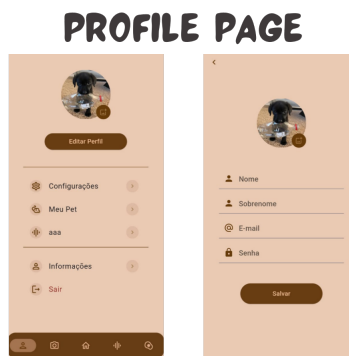 PROFILE PAGE
Editar Perfil
Configurações
Meu Pet
aaa
Informações
Sair
Nome
Sobrenome
E-mail
Senha
Salvar